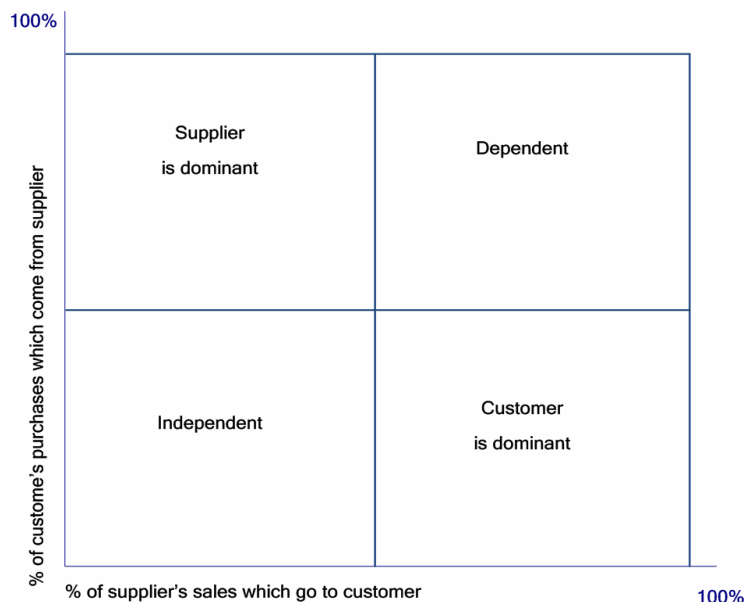 100%
% of custome's purchases which come from supplier
Supplier
is dominant
Dependent
Independent
Customer
is dominant
% of supplier's sales which go to customer
100%